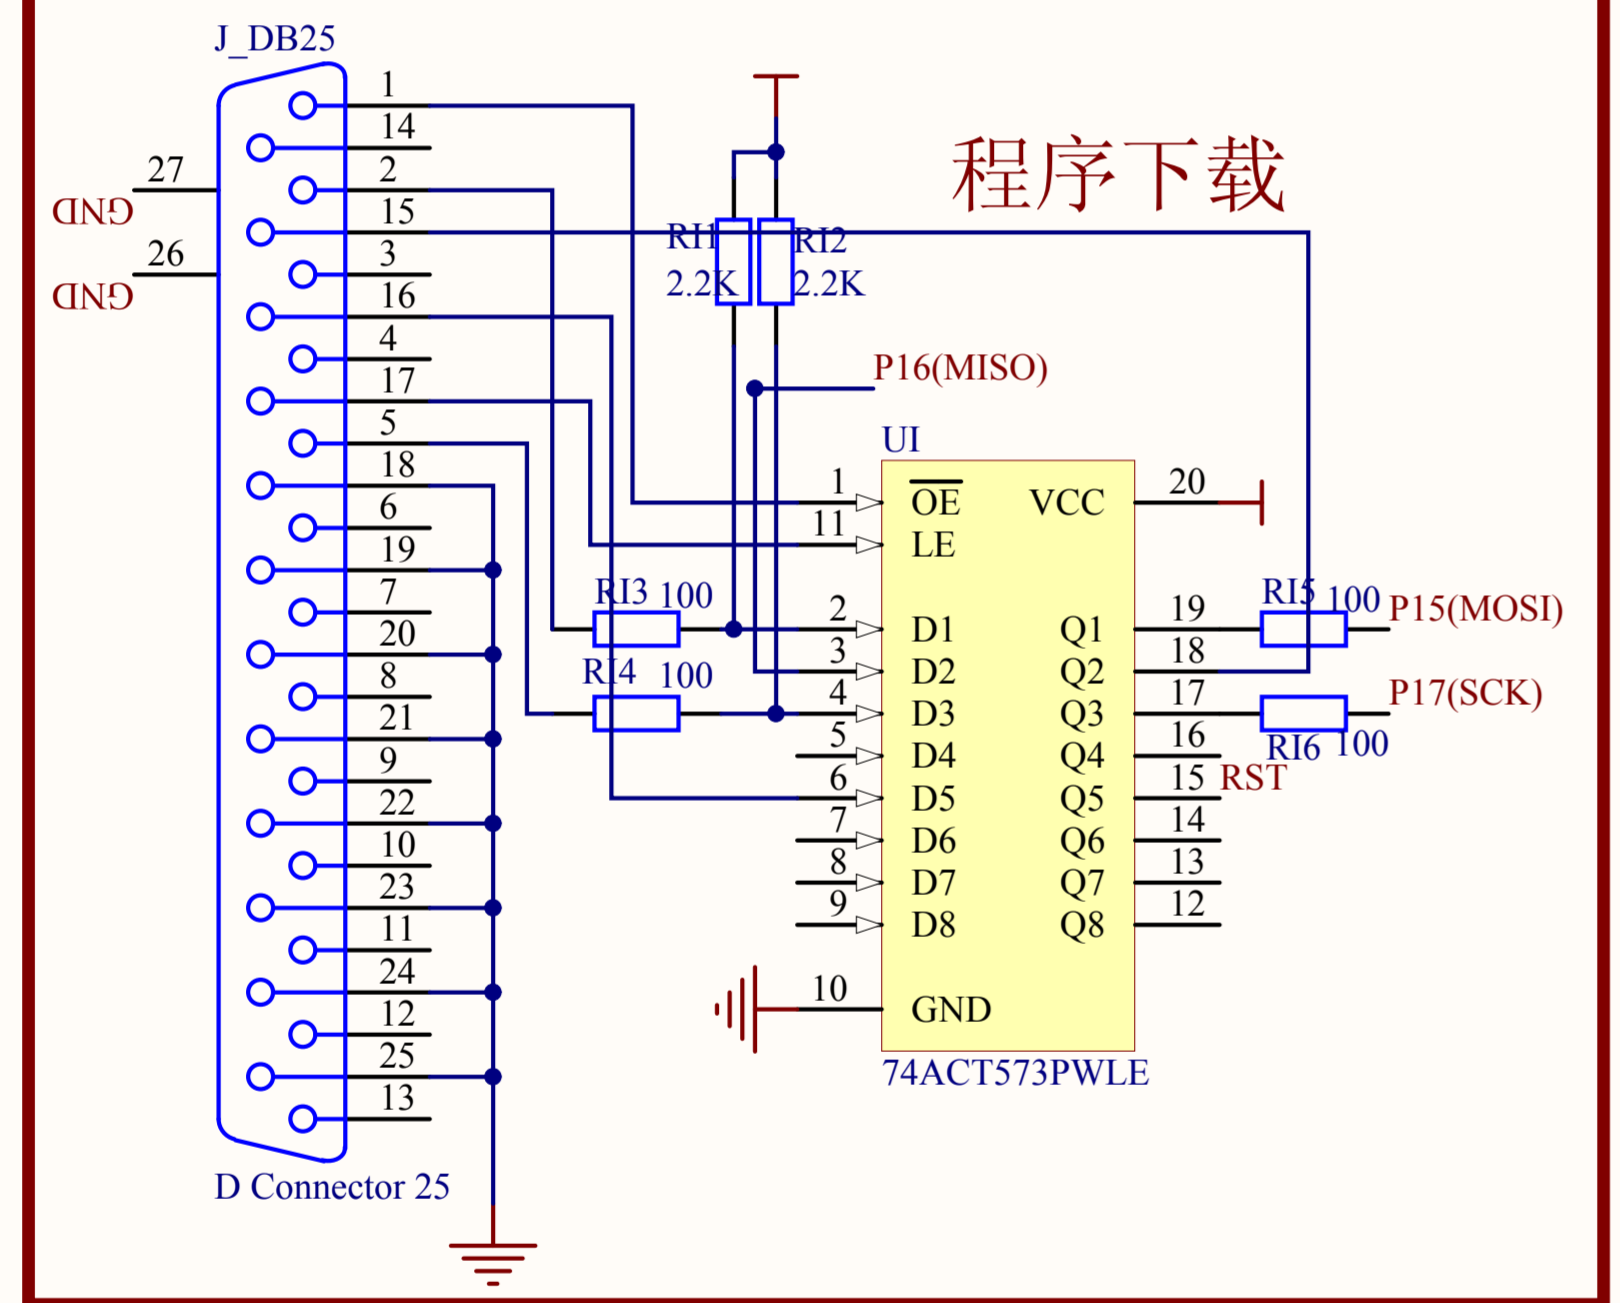 J_DB25
1
14
2
15
3
16
4
17
5
18
6
19
7
20
8
21
9
22
10
23
11
24
12
25
13
27
GND
26
GND
D Connector 25
程序下载
RI1
2.2K
RI2
2.2K
P16(MISO)
UI
1
OE
VCC
20
11
LE
RI3 100
2
D1
Q1
19
RI5 100
P15(MOSI)
3
D2
Q2
18
RI4 100
4
D3
Q3
17
P17(SCK)
RI6 100
5
D4
Q4
16
6
D5
Q5
15
RST
7
D6
Q6
14
8
D7
Q7
13
9
D8
Q8
12
10
GND
74ACT573PWLE